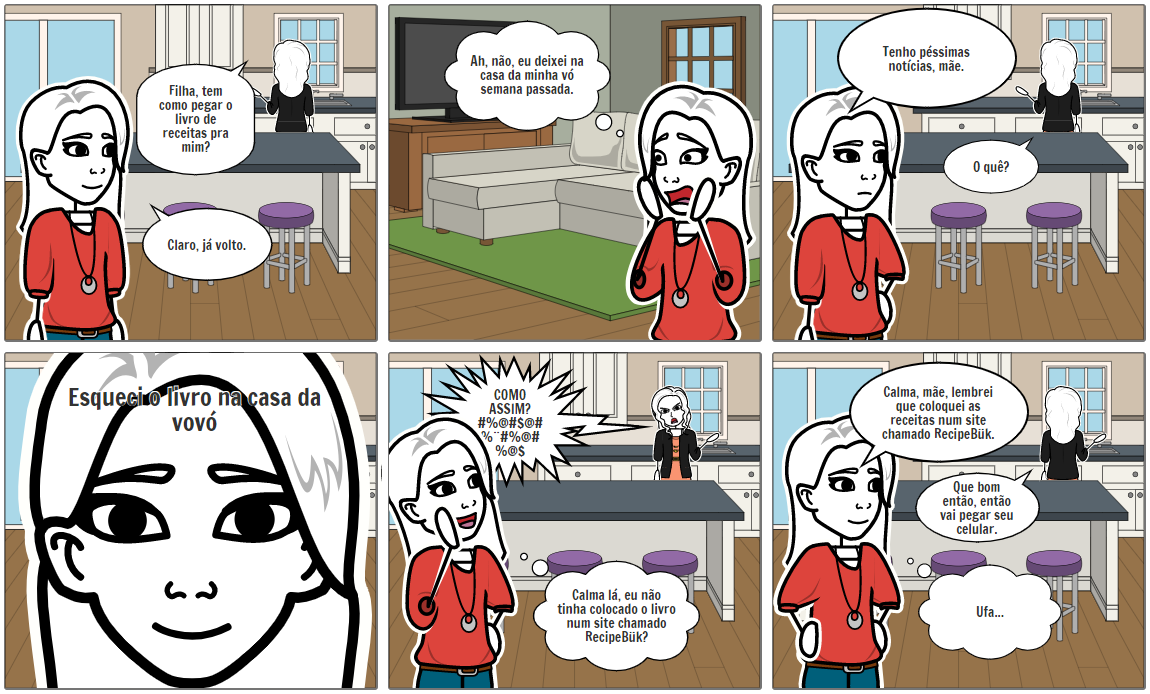 Filha, tem
como pegar o
livro de
receitas pra
mim?
Claro, já volto.
Ah, não, eu deixei na
casa da minha vó
semana passada.
Tenho péssimas
notícias, mãe.
O quê?
Esqueci o livro na casa da
vovó
COMO
ASSIM?
#%@#$@#
%¨#%@#
%@$
Calma lá, eu não
tinha colocado o livro
num site chamado
RecipeBük?
Calma, mãe, lembrei
que coloquei as
receitas num site
chamado RecipeBük.
Que bom
então, então
vai pegar seu
celular.
Ufa...